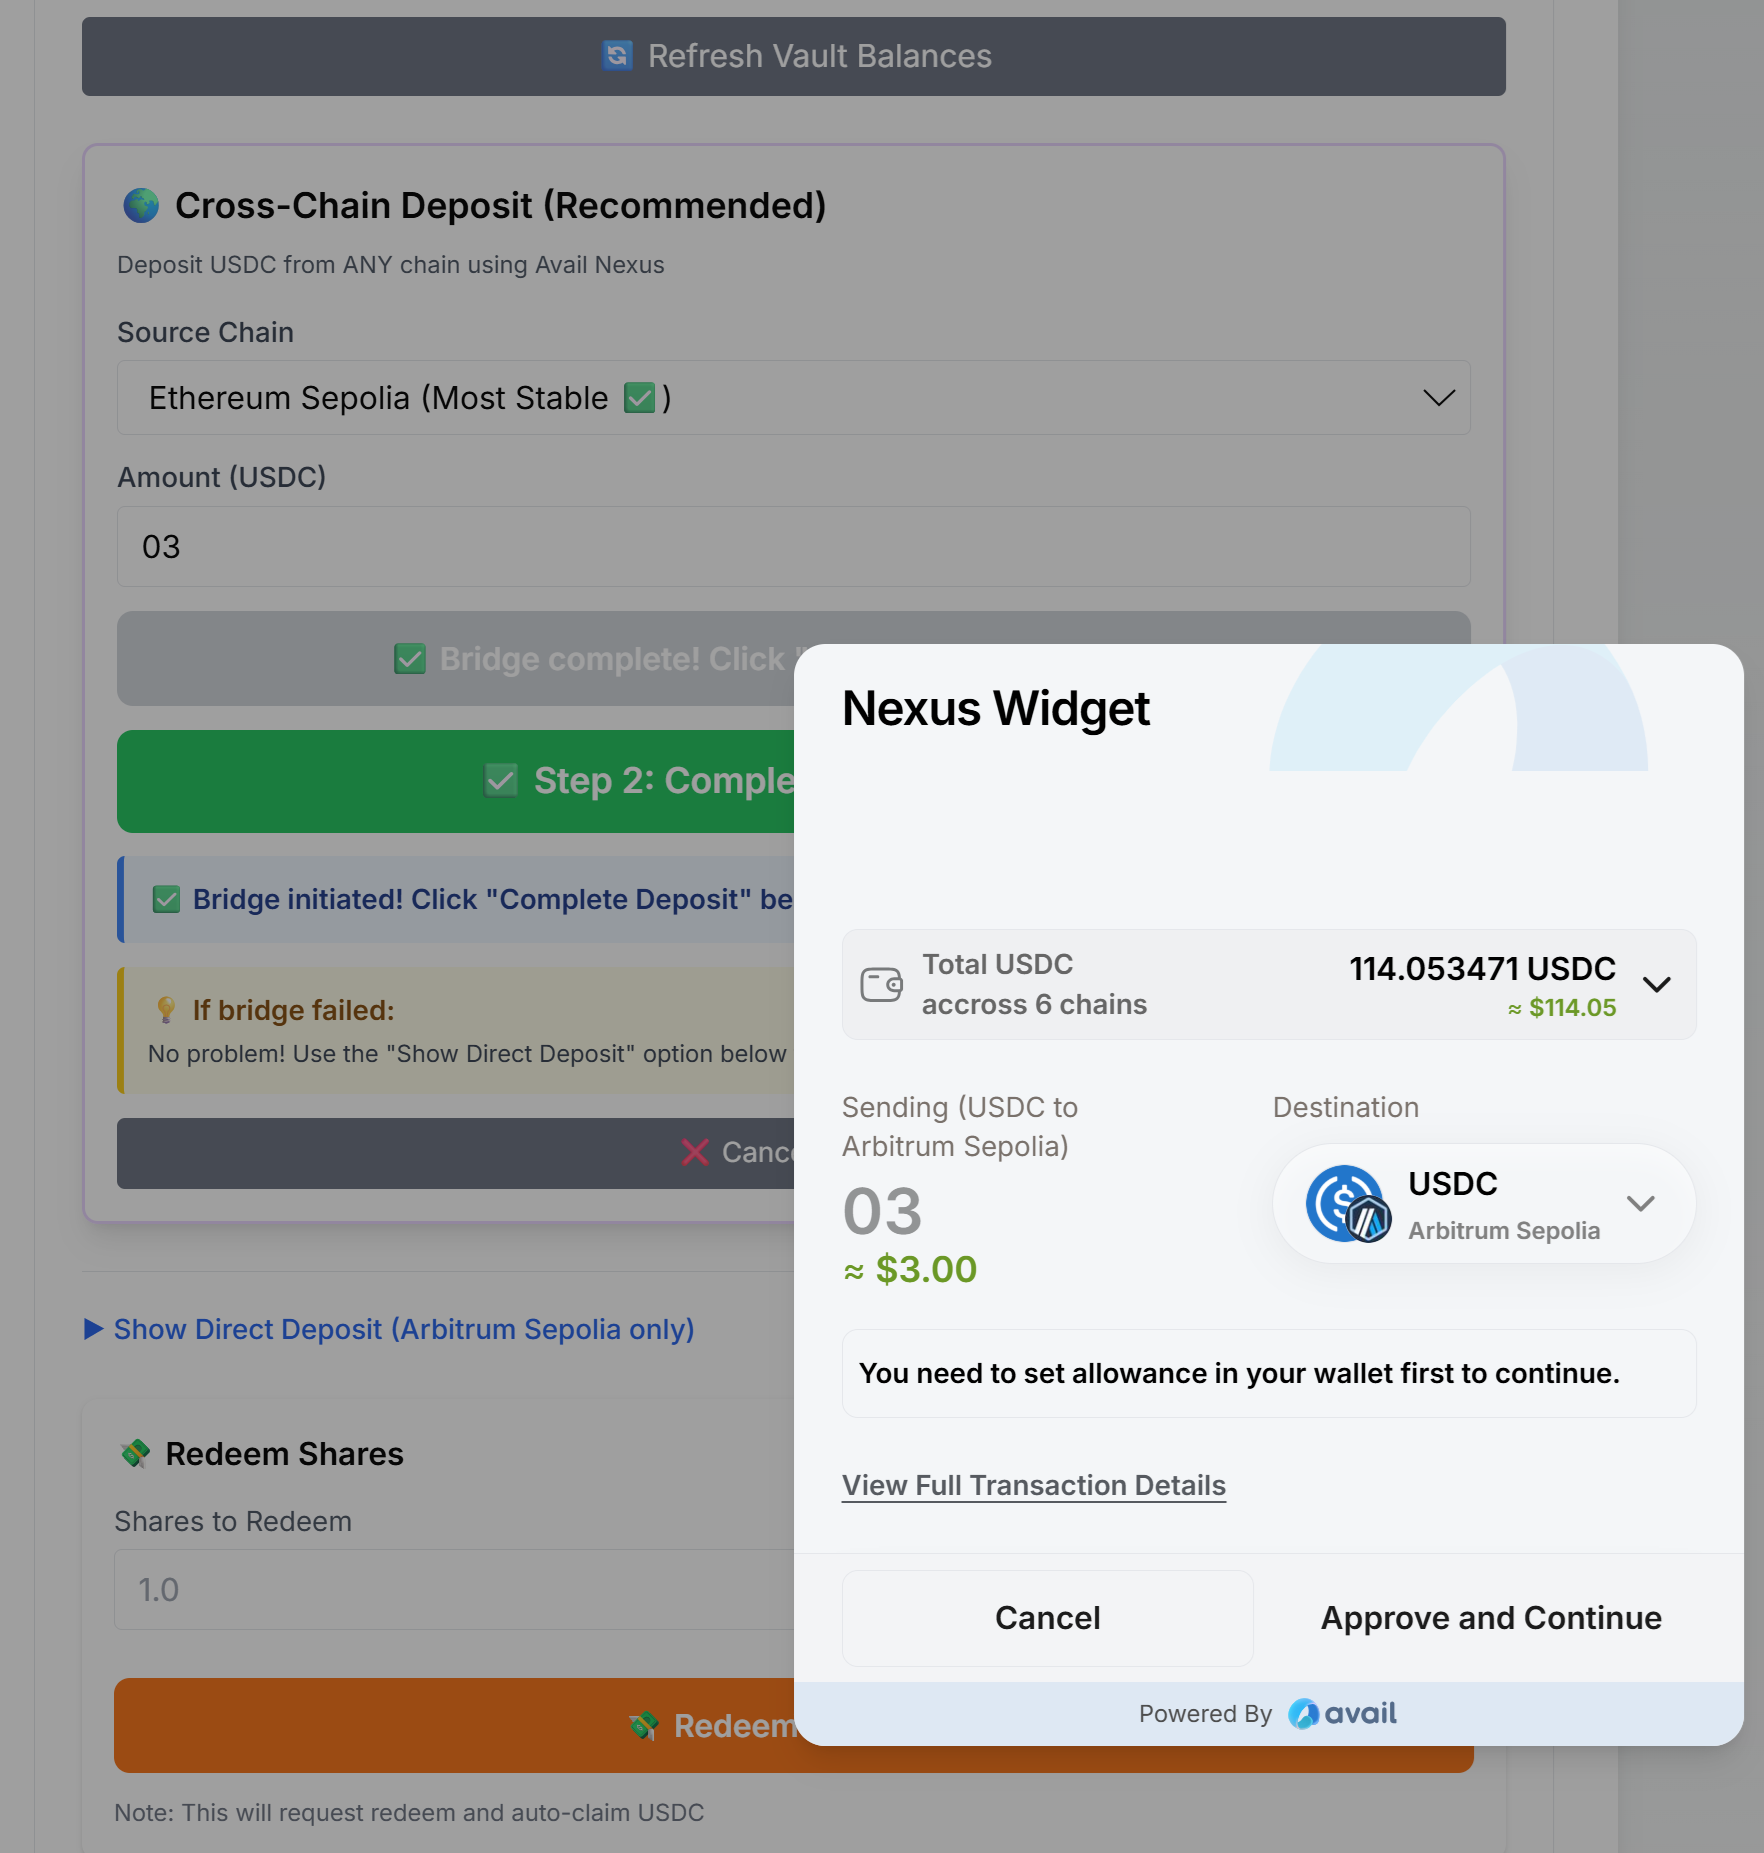 Refresh Vault Balances
Cross-Chain Deposit (Recommended)
Deposit USDC from ANY chain using Avail Nexus
Source Chain
Ethereum Sepolia (Most Stable ✅)
Amount (USDC)
03
✅ Bridge complete! Click "
✅ Step 2: Comple
✅ Bridge initiated! Click "Complete Deposit" be
💡 If bridge failed:
No problem! Use the "Show Direct Deposit" option below
❌ Canc
▶ Show Direct Deposit (Arbitrum Sepolia only)
Redeem Shares
Shares to Redeem
1.0
Redeem
Note: This will request redeem and auto-claim USDC
Nexus Widget
Total USDC
accross 6 chains
114.053471 USDC
≈ $114.05
Sending (USDC to
Arbitrum Sepolia)
03
≈ $3.00
Destination
USDC
Arbitrum Sepolia
You need to set allowance in your wallet first to continue.
View Full Transaction Details
Cancel
Approve and Continue
Powered By avail